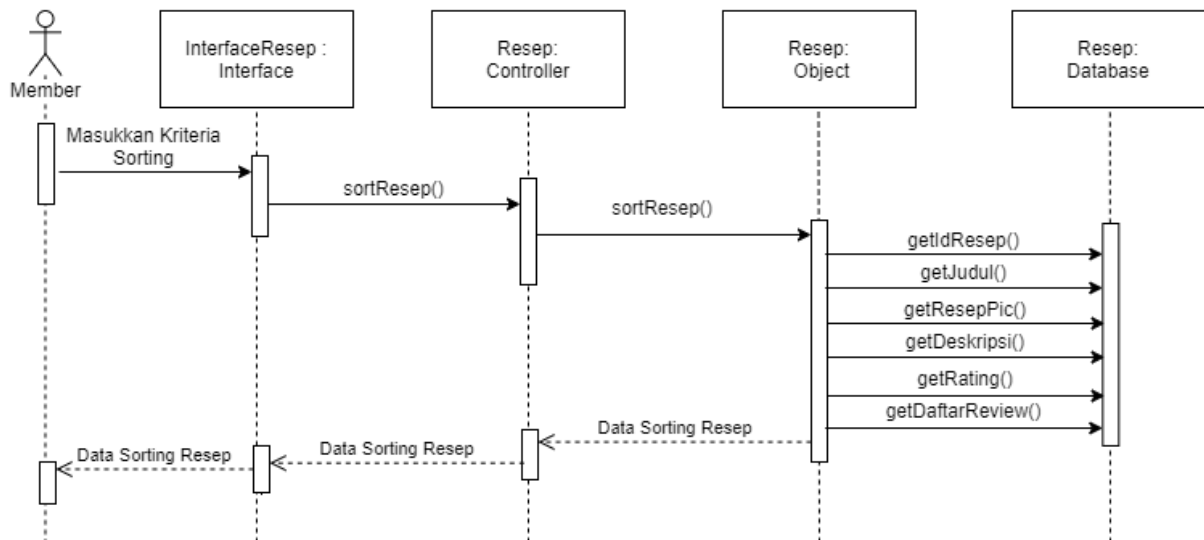 Member
InterfaceResep :
Interface
Resep:
Controller
Resep:
Object
Resep:
Database
Masukkan Kriteria
Sorting
sortResep()
sortResep()
getIdResep()
getJudul()
getResepPic()
getDeskripsi()
getRating()
getDaftarReview()
Data Sorting Resep
Data Sorting Resep
Data Sorting Resep